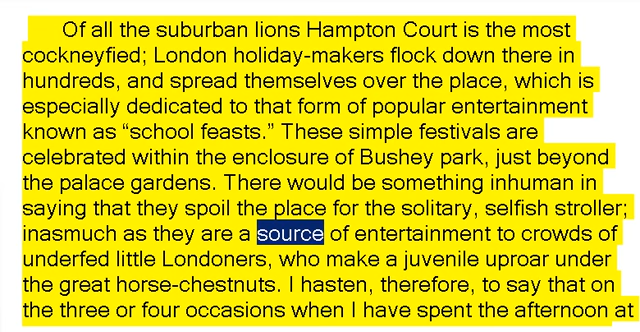 Of all the suburban lions Hampton Court is the most
cockneyfied; London holiday-makers flock down there in
hundreds, and spread themselves over the place, which is
especially dedicated to that form of popular entertainment
known as “school feasts.” These simple festivals are
celebrated within the enclosure of Bushey park, just beyond
the palace gardens. There would be something inhuman in
saying that they spoil the place for the solitary, selfish stroller;
inasmuch as they are a source of entertainment to crowds of
underfed little Londoners, who make a juvenile uproar under
the great horse-chestnuts. I hasten, therefore, to say that on
the three or four occasions when I have spent the afternoon at